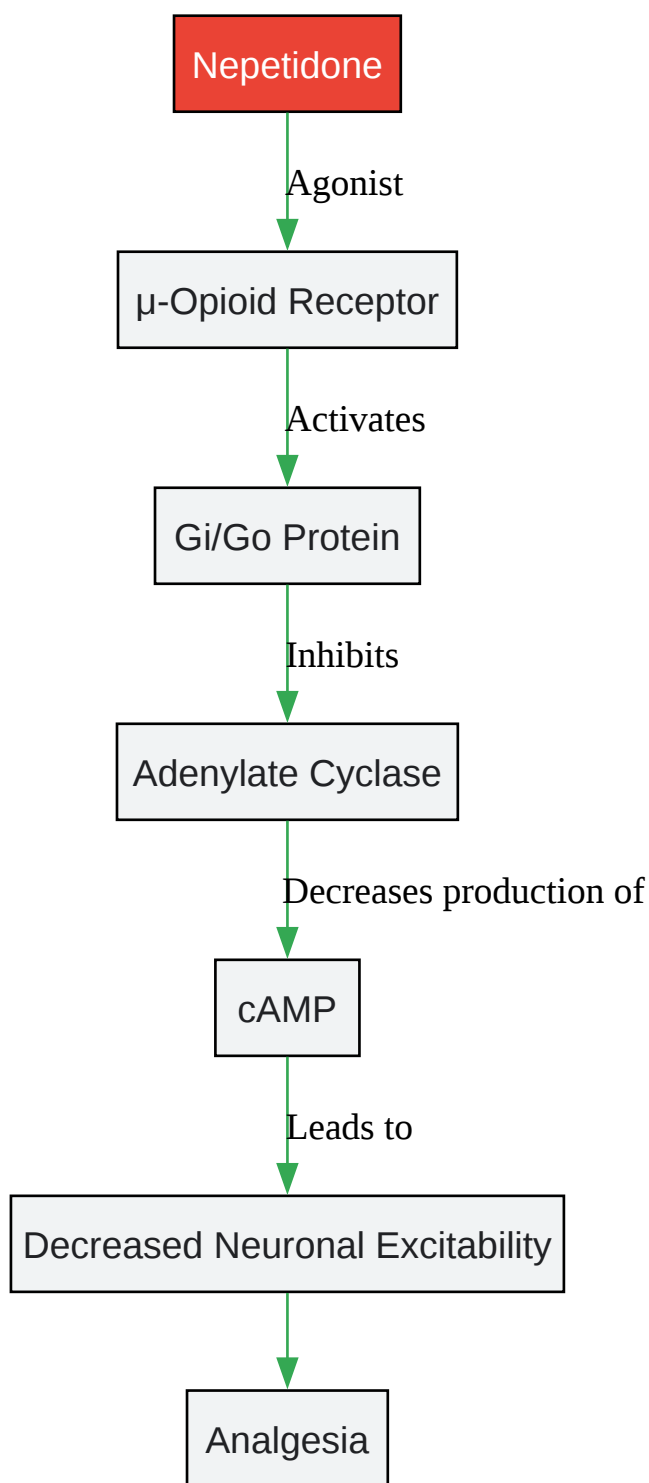 Nepetidone
Agonist
μ-Opioid Receptor
Activates
Gi/Go Protein
Inhibits
Adenylate Cyclase
Decreases production of
cAMP
Leads to
Decreased Neuronal Excitability
Analgesia